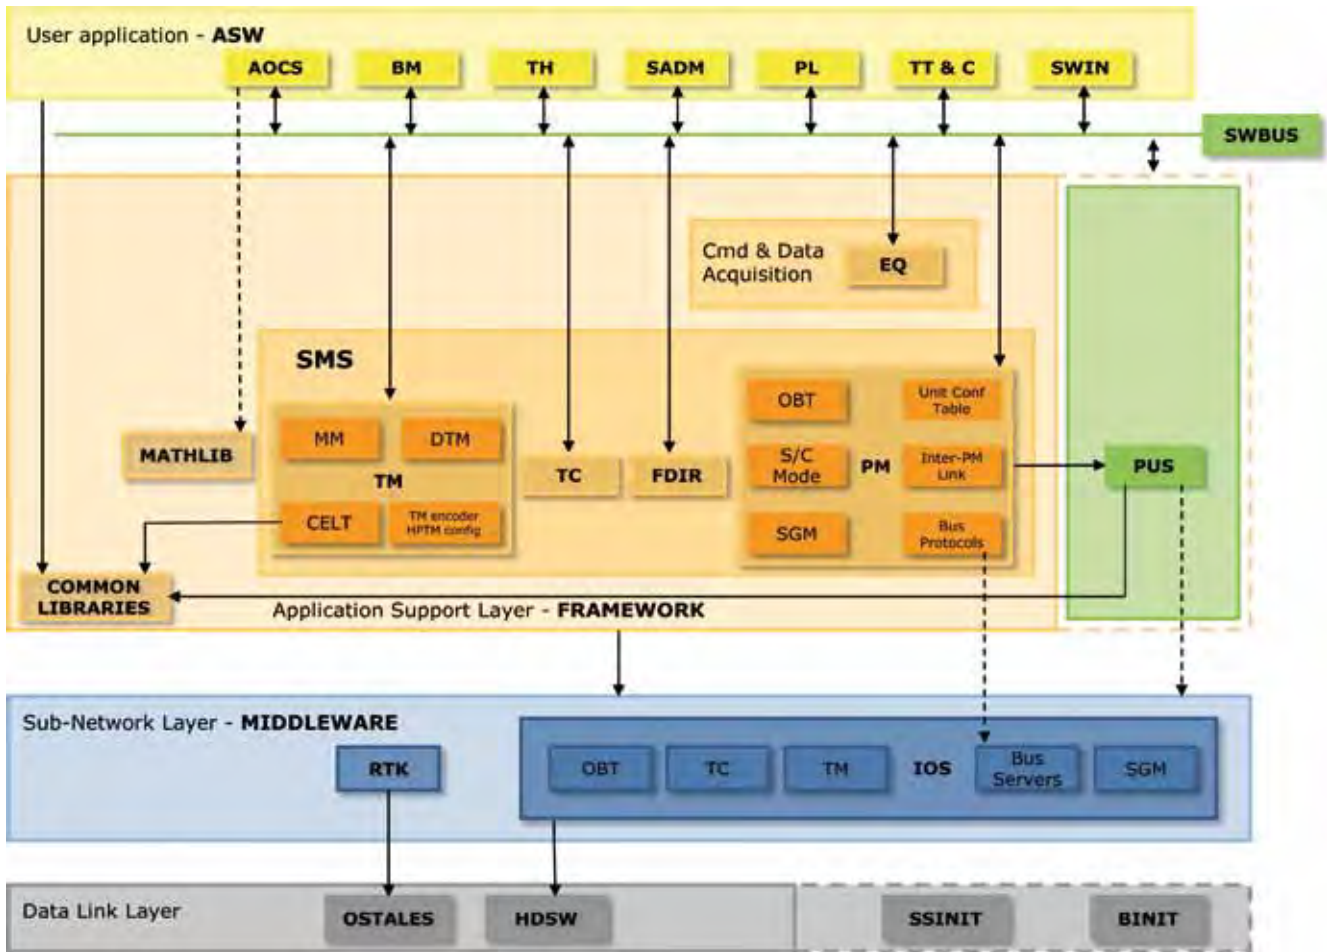 User application - ASW
AOCS
BM
TH
SADM
PL
TT & C
SWIN
SWBUS
Cmd & Data
Acquisition
EQ
SMS
OBT
Unit Conf
Table
MM
DTM
MATHLIB
TM
TC
FDIR
S/C
Mode
PM
Inter-PM
Link
PUS
CELT
TM encoder
HPTM config
SGM
Bus
Protocols
COMMON
LIBRARIES
Application Support Layer - FRAMEWORK
Sub-Network Layer - MIDDLEWARE
RTK
OBT
TC
TM
IOS
Bus
Servers
SGM
Data Link Layer
OSTALES
HDSW
SSINIT
BINIT